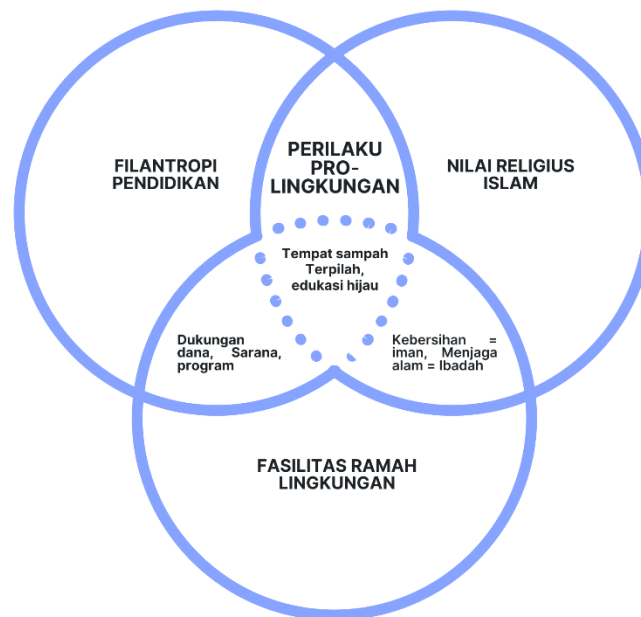 PERILAKU
PRO-
LINGKUNGAN
FILANTROPI
PENDIDIKAN
NILAI RELIGIUS
ISLAM
Tempat sampah
Terpilah,
edukasi hijau
Dukungan
dana, Sarana,
program
Kebersihan =
iman, Menjaga
alam = Ibadah
FASILITAS RAMAH
LINGKUNGAN